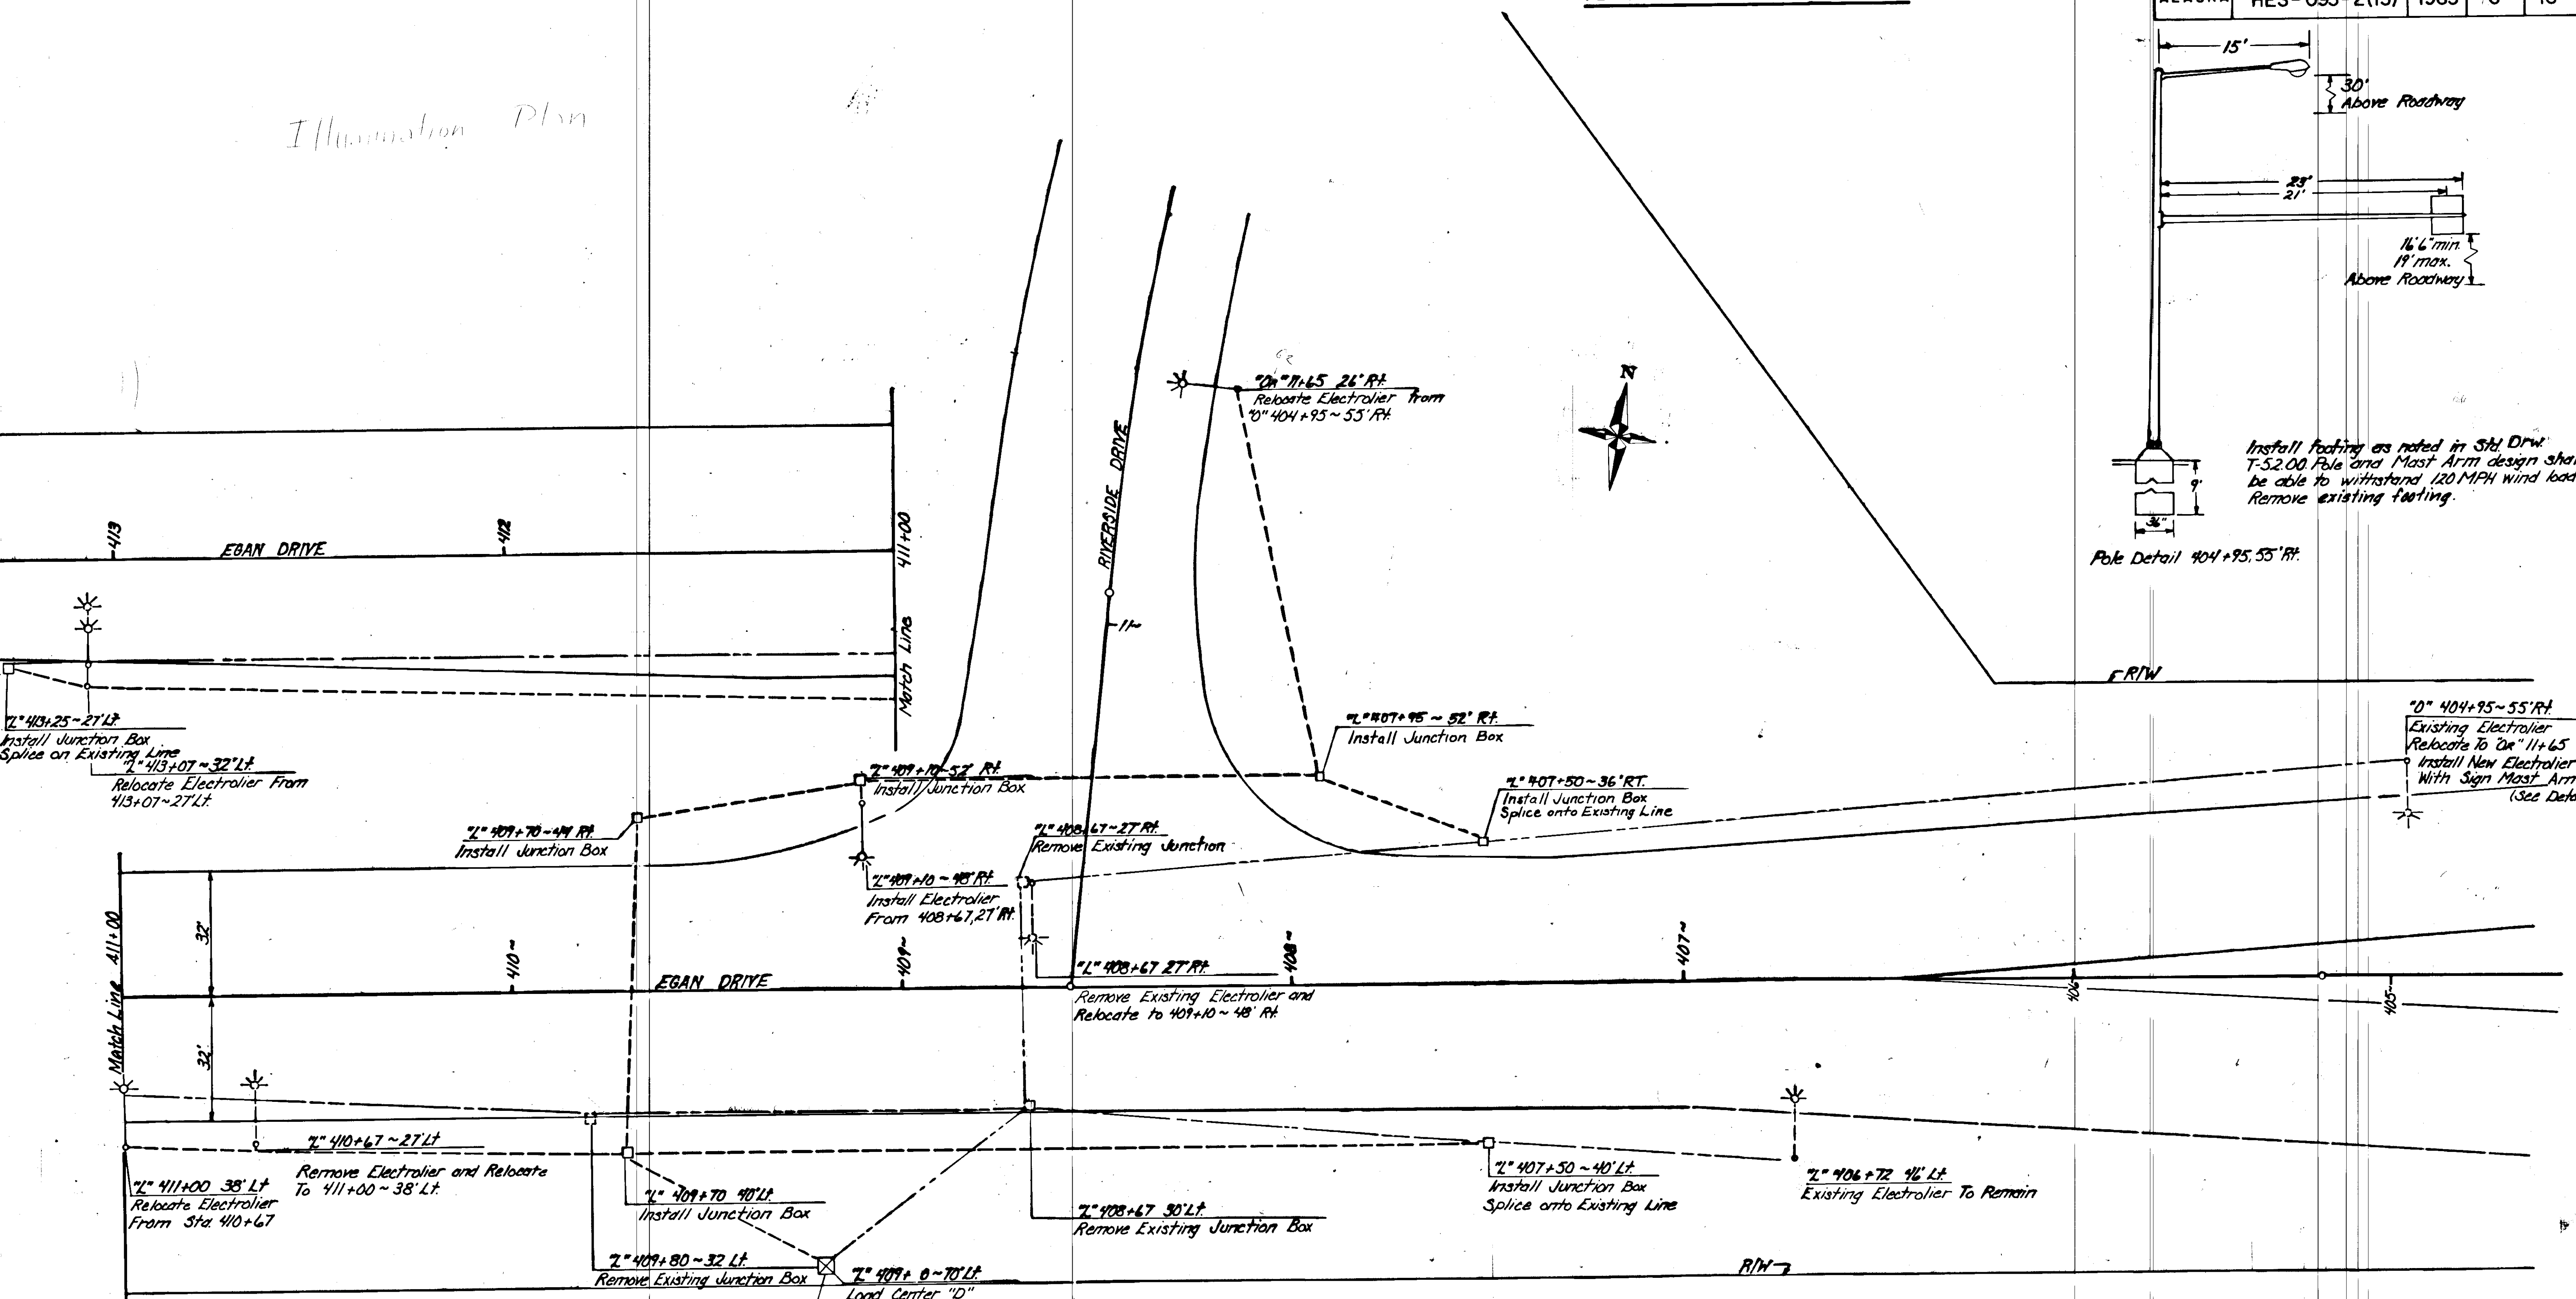 HES-093-2(15) 1985
Illumination Plan
15'
30'
Above Roadway
23'
21'
16'6" min.
19' max.
Above Roadway
Install footing as noted in Std. Drw.
T-52.00. Pole and Mast Arm design
be able to withstand 120 MPH wind load
Remove existing footing.
9'
36"
Pole Detail 404+95, 55' Rt.
"DR" 11+65 26' Rt.
Relocate Electrolier from
"O" 404+95~55' Rt.
N
RIVERSIDE DRIVE
11~
413
EGAN DRIVE
412
411+00
Match Line
"L" 413+25~27' Lt.
Install Junction Box
Splice on Existing Line
"L" 413+07~32' Lt.
Relocate Electrolier From
413+07~27' Lt.
R/W
"O" 404+95~55' Rt.
Existing Electrolier
Relocate To "DR" 11+65
Install New Electrolier
With Sign Mast Arm
(See
"L" 407+95 ~ 52' Rt.
Install Junction Box
"L" 409+10~52' Rt.
Install Junction Box
"L" 407+50~36' RT.
Install Junction Box
Splice onto Existing Line
"L" 409+70~44 Rt.
Install Junction Box
"L" 408+67~27' Rt.
Remove Existing Junction
"L" 409+10~48' Rt.
Install Electrolier
From 408+67, 27' Rt.
Match Line 411+00
32'
410~
EGAN DRIVE
409~
"L" 408+67 27' Rt.
408~
Remove Existing Electrolier and
Relocate to 409+10~48' Rt.
407~
406
405~
32'
"L" 410+67~27' Lt.
Remove Electrolier and Relocate
To 411+00~38' Lt.
"L" 411+00 38' Lt
Relocate Electrolier
From Sta. 410+67
"L" 409+70 40' Lt.
Install Junction Box
"L" 408+67 30' Lt.
Remove Existing Junction Box
"L" 407+50~40' Lt.
Install Junction Box
Splice onto Existing Line
"L" 406+72 46' Lt.
Existing Electrolier To Remain
"L" 409+80~32 Lt.
Remove Existing Junction Box
"L" 409+ 0~70' Lt.
Load Center "D"
R/W